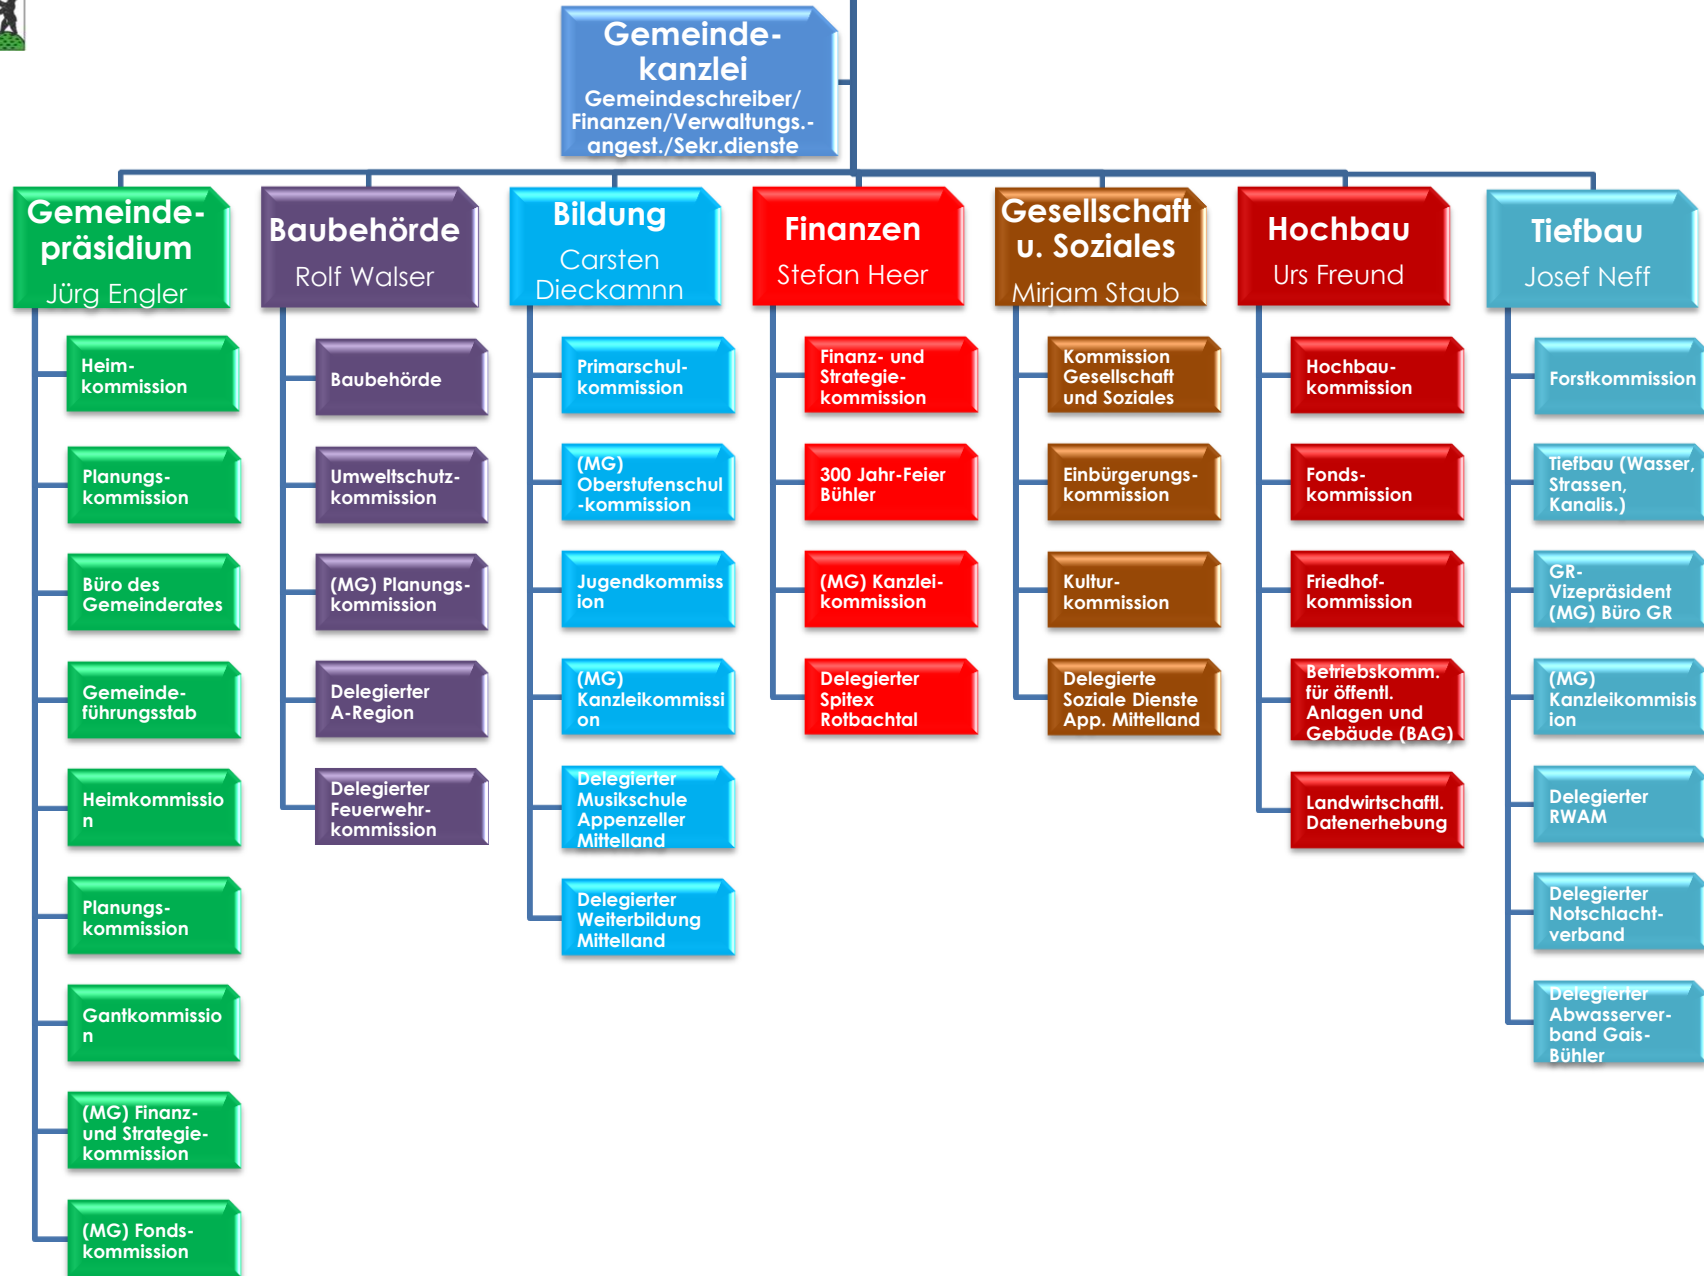 Gemeinde-
kanzlei
Gemeindeschreiber/
Finanzen/Verwaltungs.-
angest./Sekr.dienste
Gemeinde-
präsidium
Jürg Engler
Heim-
kommission
Planungs-
kommission
Büro des
Gemeinderates
Gemeinde-
führungsstab
Heimkommissio
n
Planungs-
kommission
Gantkommissio
n
(MG) Finanz-
und Strategie-
kommission
(MG) Fonds-
kommission
Baubehörde
Rolf Walser
Baubehörde
Umweltschutz-
kommission
(MG) Planungs-
kommission
Delegierter
A-Region
Delegierter
Feuerwehr-
kommission
Bildung
Carsten
Dieckamnn
Primarschul-
kommission
(MG)
Oberstufenschul
-kommission
Jugendkommiss
ion
(MG)
Kanzleikommissi
on
Delegierter
Musikschule
Appenzeller
Mittelland
Delegierter
Weiterbildung
Mittelland
Finanzen
Stefan Heer
Finanz- und
Strategie-
kommission
300 Jahr-Feier
Bühler
(MG) Kanzlei-
kommission
Delegierter
Spitex
Rotbachtal
Gesellschaft
u. Soziales
Mirjam Staub
Kommission
Gesellschaft
und Soziales
Einbürgerungs-
kommission
Kultur-
kommission
Delegierte
Soziale Dienste
App. Mittelland
Hochbau
Urs Freund
Hochbau-
kommission
Fonds-
kommission
Friedhof-
kommission
Betriebskomm.
für öffentl.
Anlagen und
Gebäude (BAG)
Landwirtschaftl.
Datenerhebung
Tiefbau
Josef Neff
Forstkommission
Tiefbau (Wasser,
Strassen,
Kanalis.)
GR-
Vizepräsident
(MG) Büro GR
(MG)
Kanzleikommisis
ion
Delegierter
RWAM
Delegierter
Notschlacht-
verband
Delegierter
Abwasserver-
band Gais-
Bühler